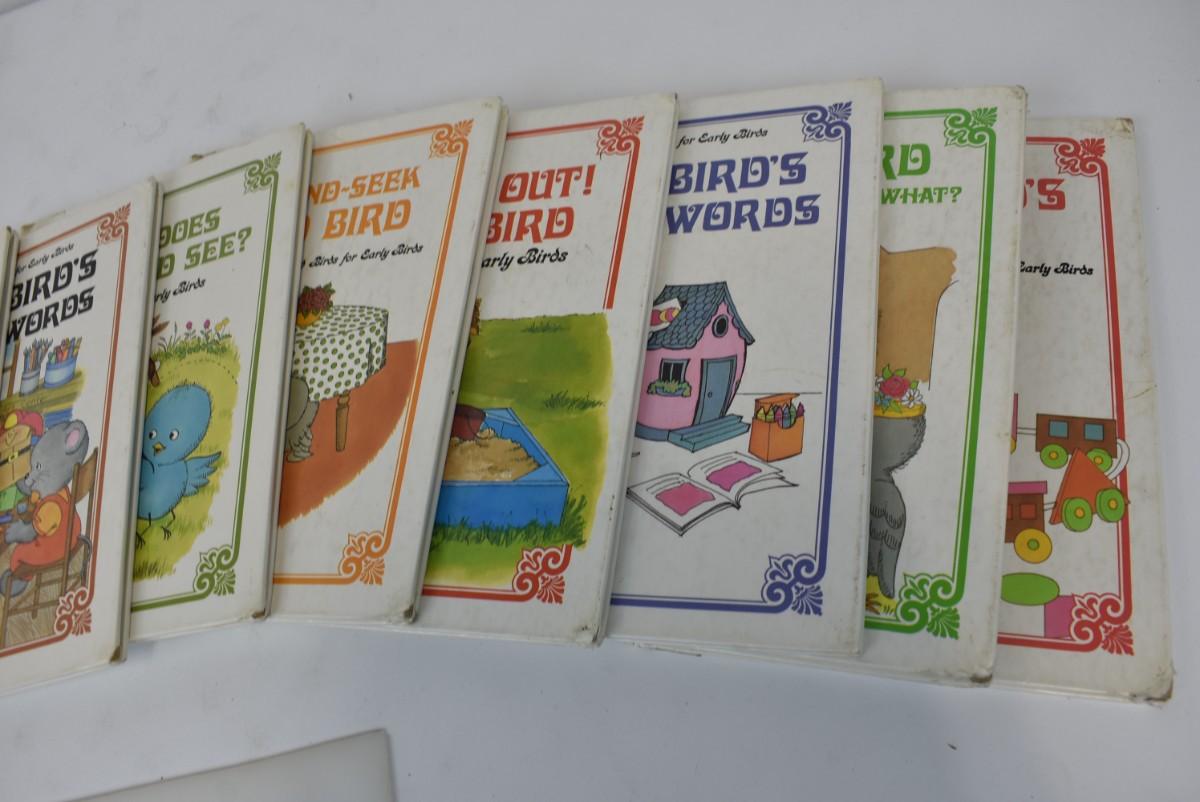 for Early Birds
BIRD'S
WORDS
DOES
D SEE?
rly Birds
ND-SEEK
BIRD
Birds for Early Birds
OUT!
BIRD
arly Birds
for Early Birds
BIRD'S
WORDS
RD
WHAT?
'S
Early Birds